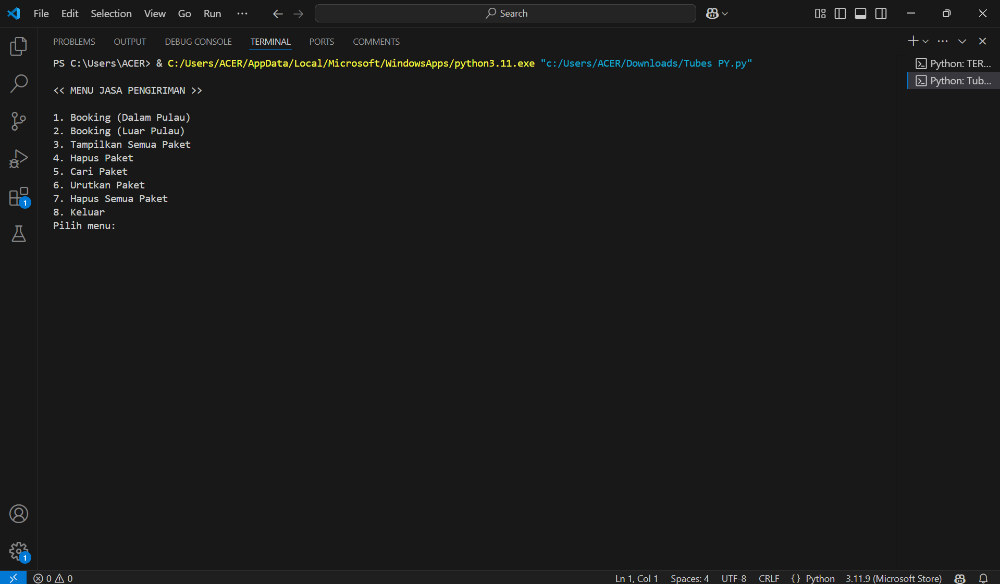 File Edit Selection View Go Run ··· Search
PROBLEMS OUTPUT DEBUG CONSOLE TERMINAL PORTS COMMENTS
PS C:\Users\ACER> & C:/Users/ACER/AppData/Local/Microsoft/WindowsApps/python3.11.exe "c:/Users/ACER/Downloads/Tubes PY.py"
<< MENU JASA PENGIRIMAN >>
1. Booking (Dalam Pulau)
2. Booking (Luar Pulau)
3. Tampilkan Semua Paket
4. Hapus Paket
5. Cari Paket
6. Urutkan Paket
7. Hapus Semua Paket
8. Keluar
Pilih menu:
Python: TER...
Python: Tub...
1
1
0 0 Ln 1, Col 1 Spaces: 4 UTF-8 CRLF {} Python 3.11.9 (Microsoft Store)